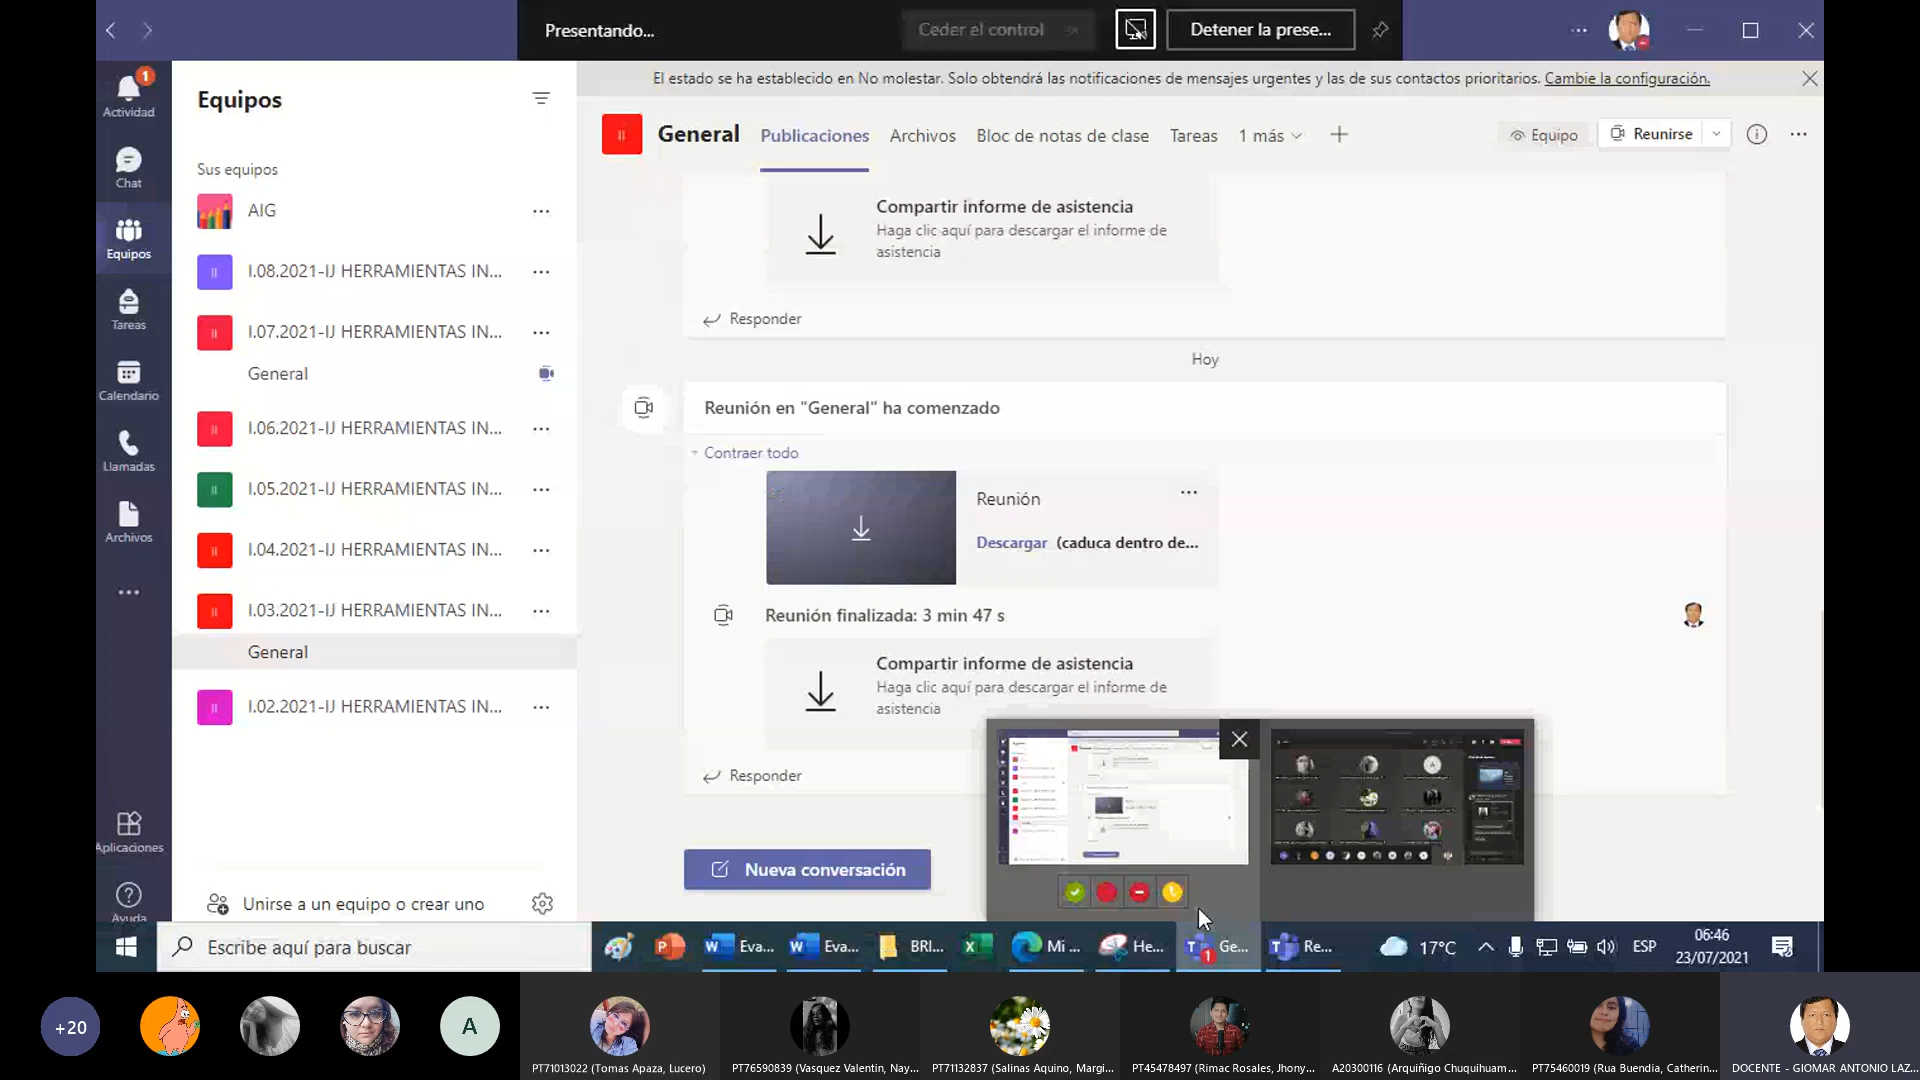 Presentando...
Ceder el control
Detener la prese...
El estado se ha establecido en No molestar. Solo obtendrá las notificaciones de mensajes urgentes y las de sus contactos prioritarios. Cambie la configuración.
1
Actividad
Chat
Equipos
Tareas
Calendario
Llamadas
Archivos
Aplicaciones
Ayuda
Equipos
Sus equipos
AIG
I.08.2021-IJ HERRAMIENTAS IN...
I.07.2021-IJ HERRAMIENTAS IN...
General
I.06.2021-IJ HERRAMIENTAS IN...
I.05.2021-IJ HERRAMIENTAS IN...
I.04.2021-IJ HERRAMIENTAS IN...
I.03.2021-IJ HERRAMIENTAS IN...
General
I.02.2021-IJ HERRAMIENTAS IN...
Unirse a un equipo o crear uno
General Publicaciones Archivos Bloc de notas de clase Tareas 1 más
Equipo
Reunirse
Compartir informe de asistencia
Haga clic aquí para descargar el informe de
asistencia
Responder
Hoy
Reunión en "General" ha comenzado
Contraer todo
Reunión
Descargar (caduca dentro de...
Reunión finalizada: 3 min 47 s
Compartir informe de asistencia
Haga clic aquí para descargar el informe de
asistencia
Responder
Nueva conversación
Escribe aquí para buscar
Eva...
Eva...
BRI...
Mi ...
He...
Ge...
1
Re...
17°C
ESP
06:46
23/07/2021
+20
A
PT71013022 (Tomas Apaza, Lucero)
PT76590839 (Vasquez Valentin, Nay...
PT71132837 (Salinas Aquino, Margi...
PT45478497 (Rimac Rosales, Jhony...
A20300116 (Arquiñigo Chuquihuam...
PT75460019 (Rua Buendia, Catherin...
DOCENTE - GIOMAR ANTONIO LAZ...